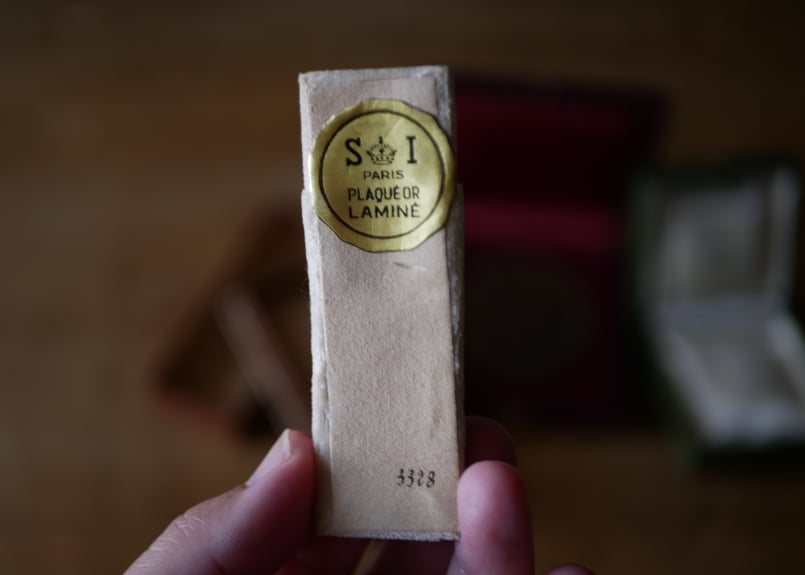 S I
PARIS
PLAQUÉ OR
LAMINÉ
3328